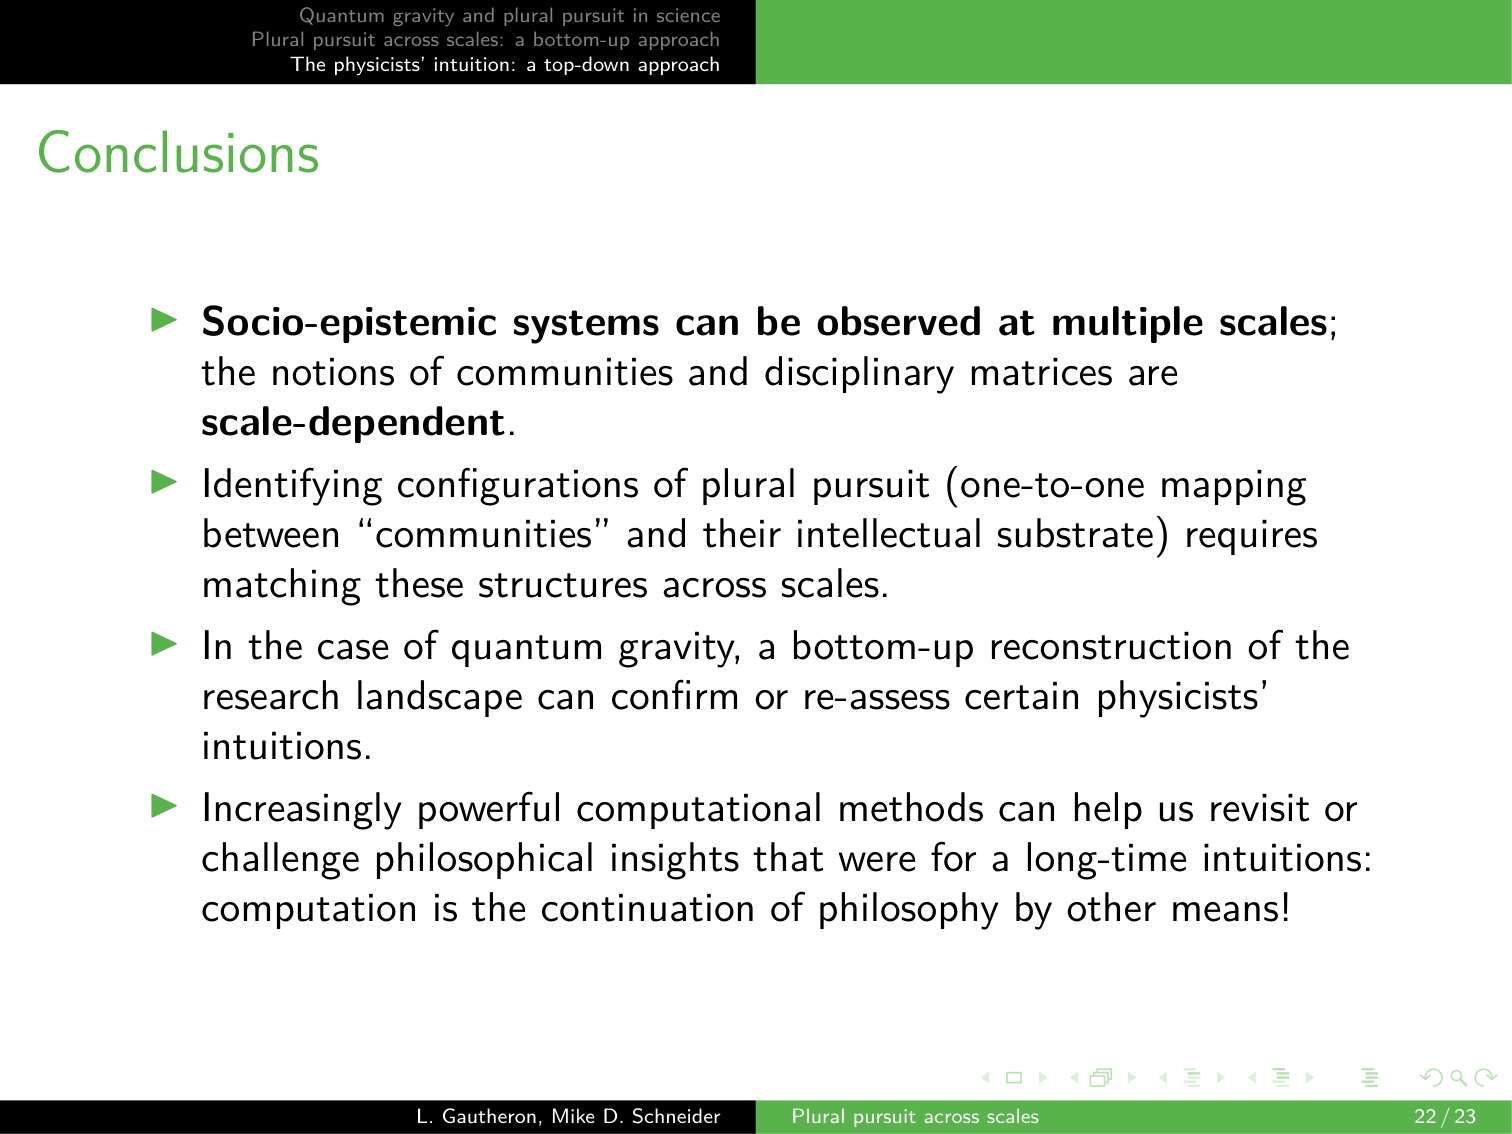 Quantum gravity and plural pursuit in science
Plural pursuit across scales: a bottom-up approach
The physicists' intuition: a top-down approach
Conclusions
Socio-epistemic systems can be observed at multiple scales;
the notions of communities and disciplinary matrices are
scale-dependent.
Identifying configurations of plural pursuit (one-to-one mapping
between “communities” and their intellectual substrate) requires
matching these structures across scales.
In the case of quantum gravity, a bottom-up reconstruction of the
research landscape can confirm or re-assess certain physicists'
intuitions.
Increasingly powerful computational methods can help us revisit or
challenge philosophical insights that were for a long-time intuitions:
computation is the continuation of philosophy by other means!
L. Gautheron, Mike D. Schneider
Plural pursuit across scales
22 / 23